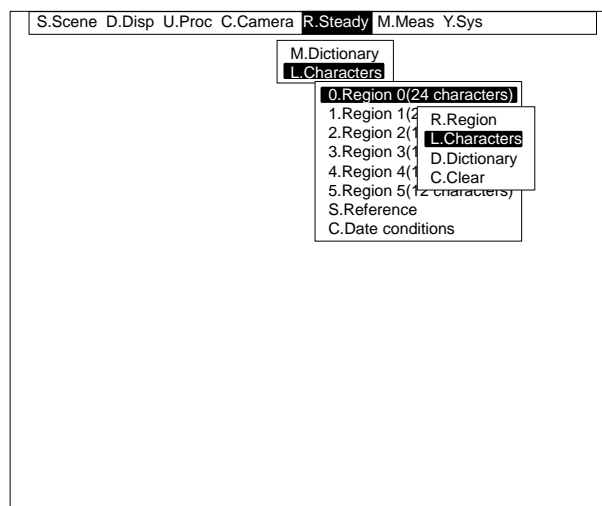 S.Scene D.Disp U.Proc C.Camera R.Steady M.Meas Y.Sys
M.Dictionary
L.Characters
0.Region 0(24 characters)
1.Region 1(2
R.Region
2.Region 2(1
L.Characters
3.Region 3(1
D.Dictionary
4.Region 4(1
C.Clear
5.Region 5(12 characters)
S.Reference
C.Date conditions